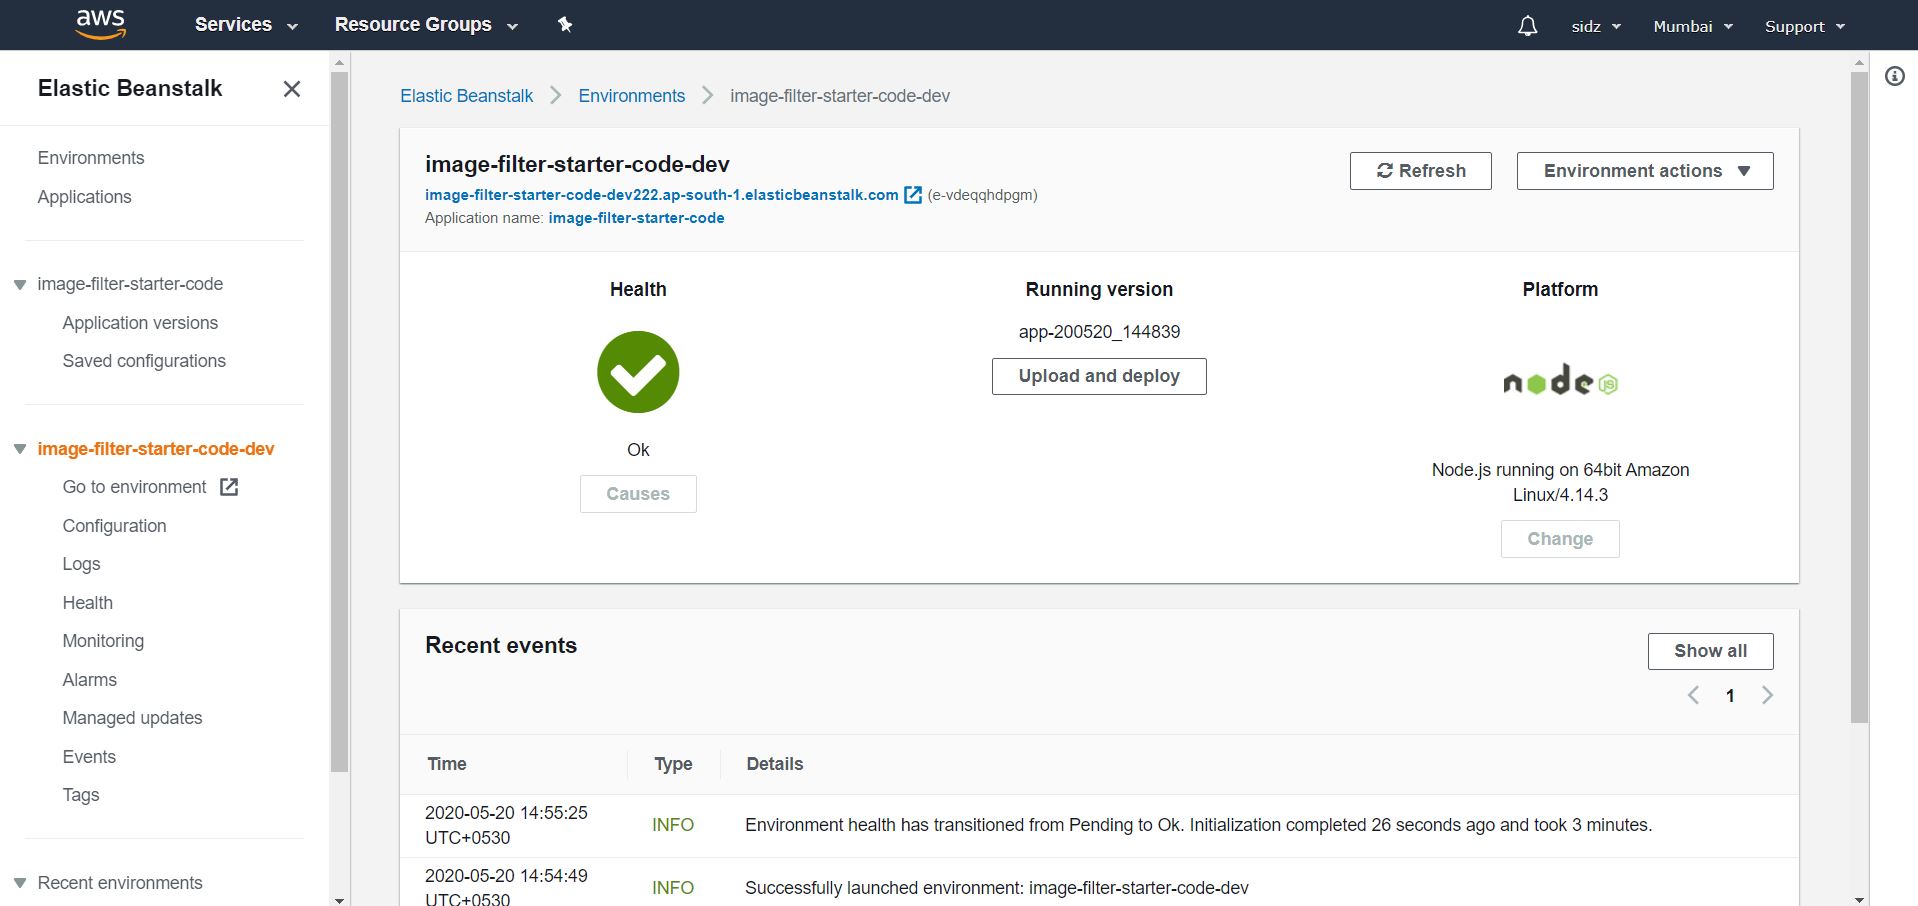 aws
Services
Resource Groups
sidz
Mumbai
Support
Elastic Beanstalk
Environments
Applications
image-filter-starter-code
Application versions
Saved configurations
image-filter-starter-code-dev
Go to environment
Configuration
Logs
Health
Monitoring
Alarms
Managed updates
Events
Tags
Recent environments
Elastic Beanstalk > Environments > image-filter-starter-code-dev
image-filter-starter-code-dev
image-filter-starter-code-dev222.ap-south-1.elasticbeanstalk.com (e-vdeqqhdpgm)
Application name: image-filter-starter-code
Refresh
Environment actions
Health
Ok
Causes
Running version
app-200520_144839
Upload and deploy
Platform
node
JS
Node.js running on 64bit Amazon
Linux/4.14.3
Change
Recent events
Show all
1
Time Type Details
2020-05-20 14:55:25
UTC+0530
INFO
Environment health has transitioned from Pending to Ok. Initialization completed 26 seconds ago and took 3 minutes.
2020-05-20 14:54:49
UTC+0530
INFO
Successfully launched environment: image-filter-starter-code-dev